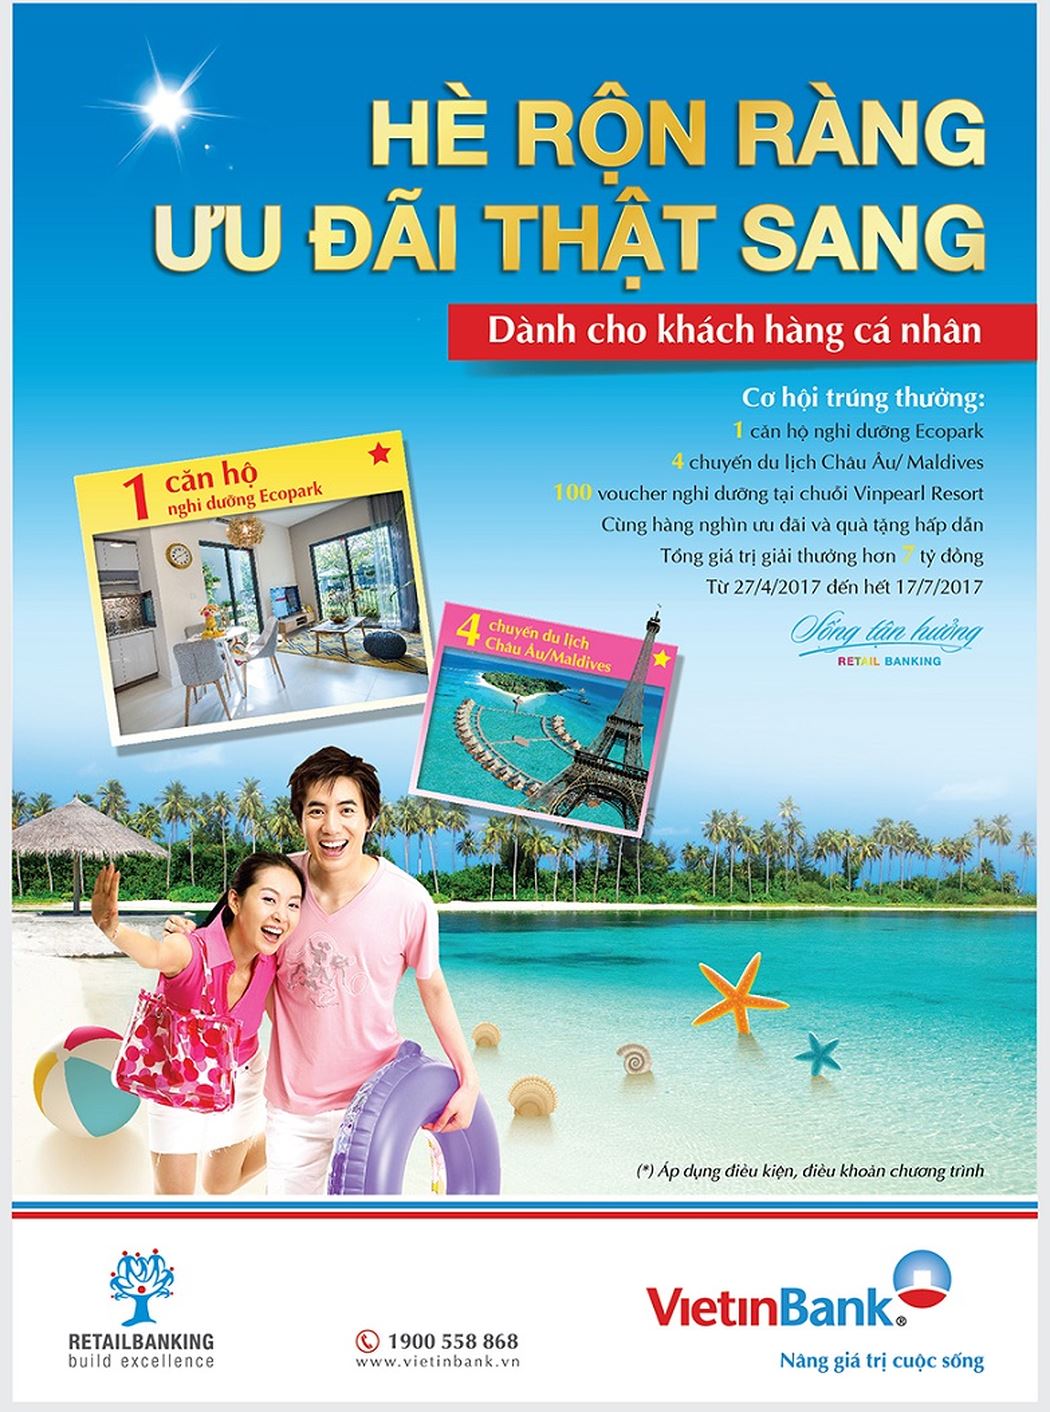 HÈ RỘN RÀNG
ƯU ĐÃI THẬT SANG
Dành cho khách hàng cá nhân
Cơ hội trúng thưởng:
1 căn hộ nghỉ dưỡng Ecopark
4 chuyến du lịch Châu Âu/ Maldives
100 voucher nghỉ dưỡng tại chuỗi Vinpearl Resort
Cùng hàng nghìn ưu đãi và quà tặng hấp dẫn
Tổng giá trị giải thưởng hơn 7 tỷ đồng
Từ 27/4/2017 đến hết 17/7/2017
Sống tận hưởng
RETAIL BANKING
1 căn hộ
nghỉ dưỡng Ecopark
4 chuyến du lịch
Châu Âu/Maldives
(*) Áp dụng điều kiện, điều khoản chương trình
RETAILBANKING
build excellence
1900 558 868
www.vietinbank.vn
VietinBank®
Nâng giá trị cuộc sống